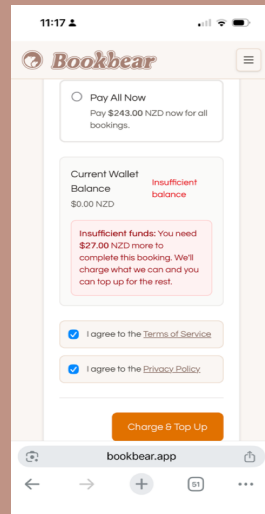 11:17
Bookbear
Pay All Now
Pay $243.00 NZD now for all
bookings.
Current Wallet
Balance
$0.00 NZD
Insufficient
balance
Insufficient funds: You need
$27.00 NZD more to
complete this booking. We'll
charge what we can and you
can top up for the rest.
I agree to the Terms of Service
I agree to the Privacy Policy
Charge & Top Up
bookbear.app
51